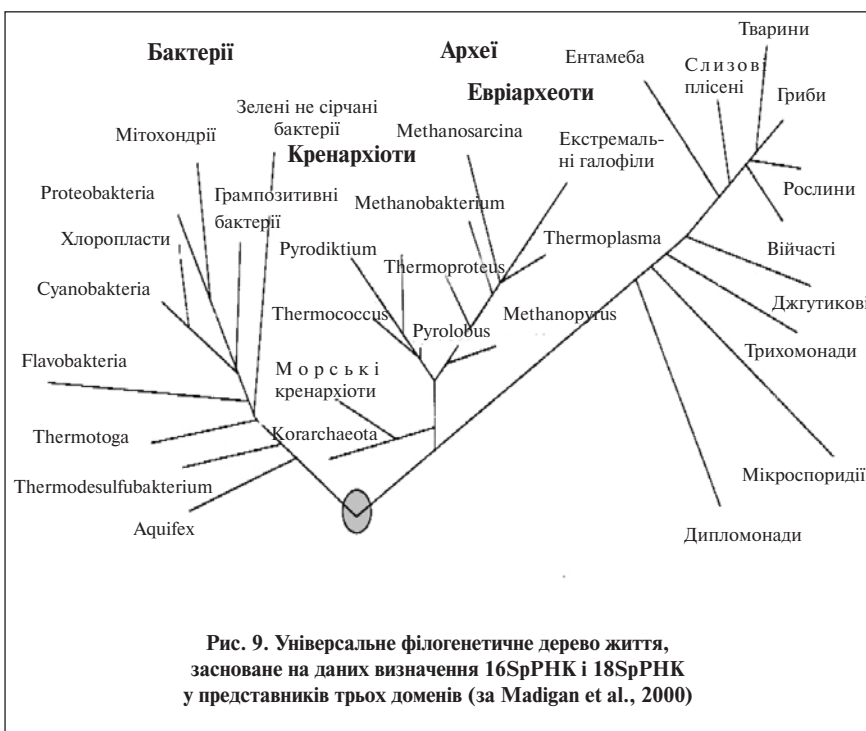 Бактерії
Археї
Тварини
Ентамеба
Слизові
плісені
Евріархеоти
Гриби
Зелені не сірчані
бактерії
Мітохондрії
Methanosarcina
Екстремаль-
ні галофіли
Кренархіоти
Proteobakteria
Грампозитивні
бактерії
Рослини
Methanobakterium
Хлоропласти
Pyrodiktium
Thermoplasma
Війчасті
Thermoproteus
Cyanobakteria
Джгутикові
Thermococcus
Pyrolobus
Methanopyrus
Трихомонади
Flavobakteria
Морські
кренархіоти
Thermotoga
Korarchaeota
Мікроспоридії
Thermodesulfubakterium
Aquifex
Дипломонади
Рис. 9. Універсальне філогенетичне дерево життя,
засноване на даних визначення 16SpРНК і 18SpРНК
у представників трьох доменів (за Madigan et al., 2000)